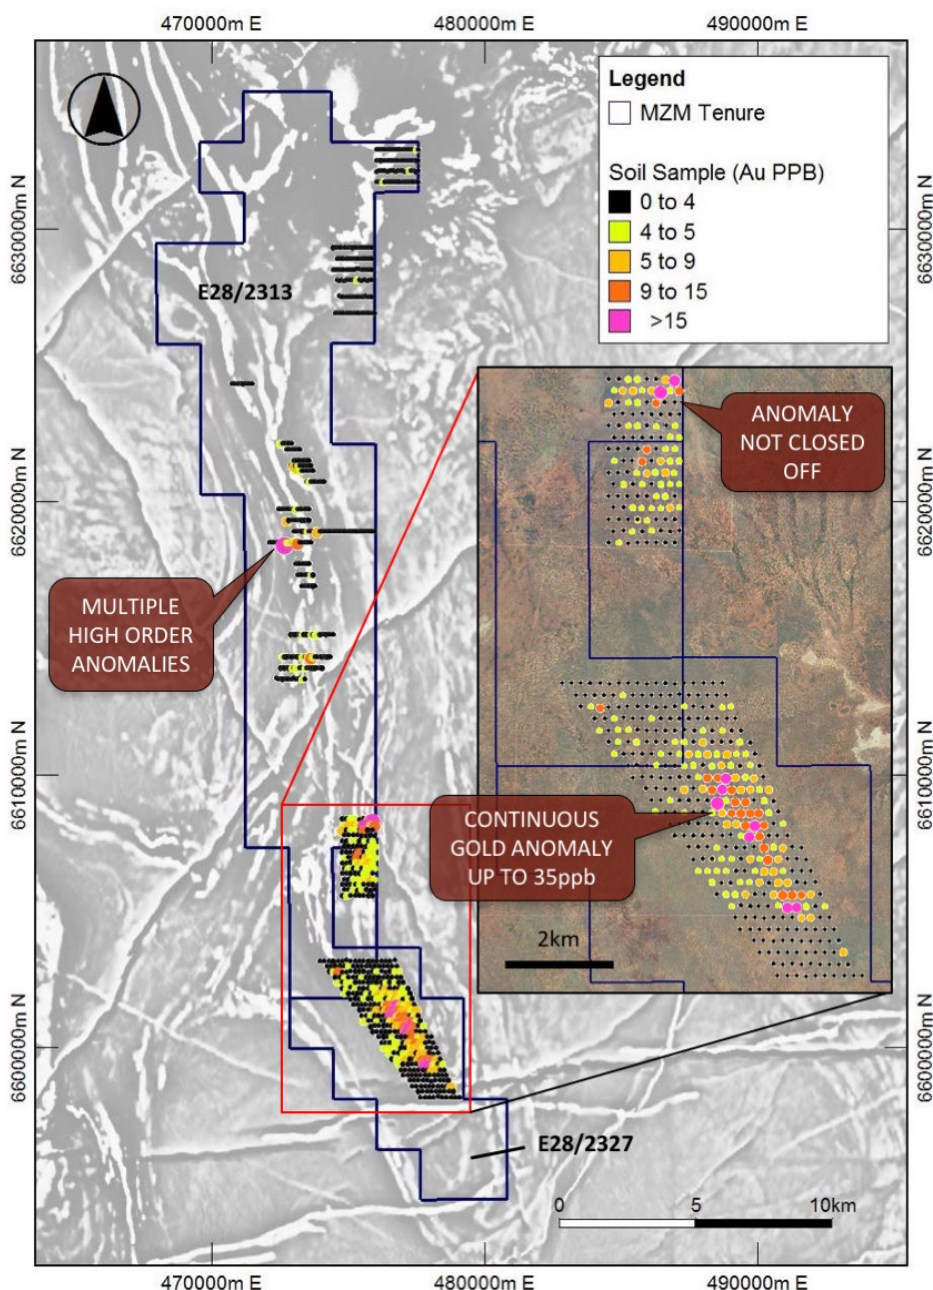 470000m E
480000m E
490000m E
Legend
MZM Tenure
Soil Sample (Au PPB)
0 to 4
4 to 5
5 to 9
9 to 15
>15
6630000m N
6630000m N
E28/2313
ANOMALY
NOT CLOSED
OFF
6620000m N
6620000m N
MULTIPLE
HIGH ORDER
ANOMALIES
6610000m N
6610000m N
CONTINUOUS
GOLD ANOMALY
UP TO 35ppb
2km
6600000m N
6600000m N
E28/2327
0
5
10km
470000m E
480000m E
490000m E